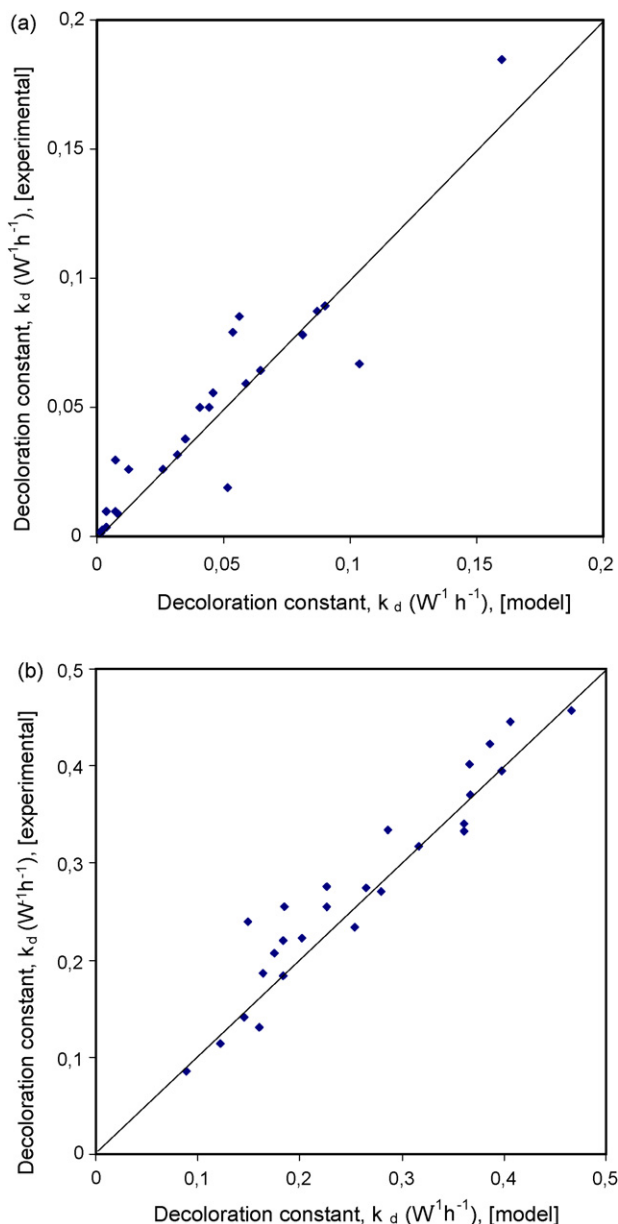 (a)
0,2
0,15
0,1
0,05
0
Decoloration constant, k d (W⁻¹h⁻¹), [experimental]
0 0,05 0,1 0,15 0,2
Decoloration constant, k d (W⁻¹ h⁻¹), [model]
(b)
0,5
0,4
0,3
0,2
0,1
0
Decoloration constant, k d (W⁻¹h⁻¹), [experimental]
0 0,1 0,2 0,3 0,4 0,5
Decoloration constant, k d (W⁻¹h⁻¹), [model]